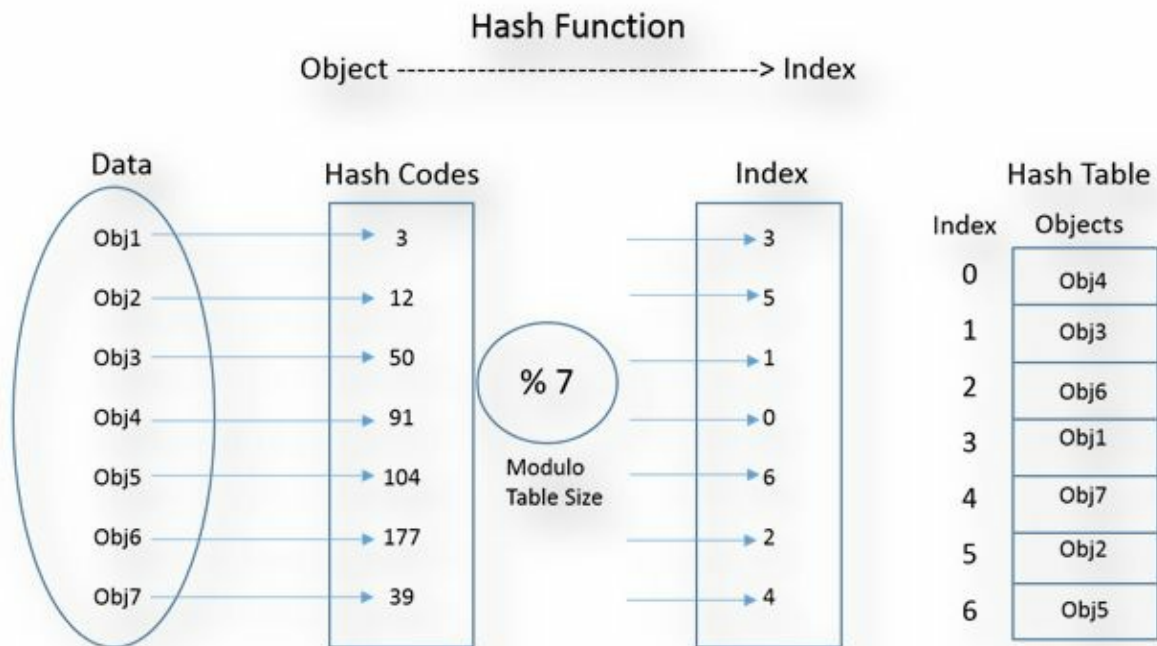 Hash Function
Object ----------------------------------> Index
Data
Hash Codes
Index
Hash Table
Index Objects
Obj1 3 3
Obj2 12 5
Obj3 50 1
Obj4 91 0
Obj5 104 6
Obj6 177 2
Obj7 39 4
% 7
Modulo
Table Size
0 Obj4
1 Obj3
2 Obj6
3 Obj1
4 Obj7
5 Obj2
6 Obj5